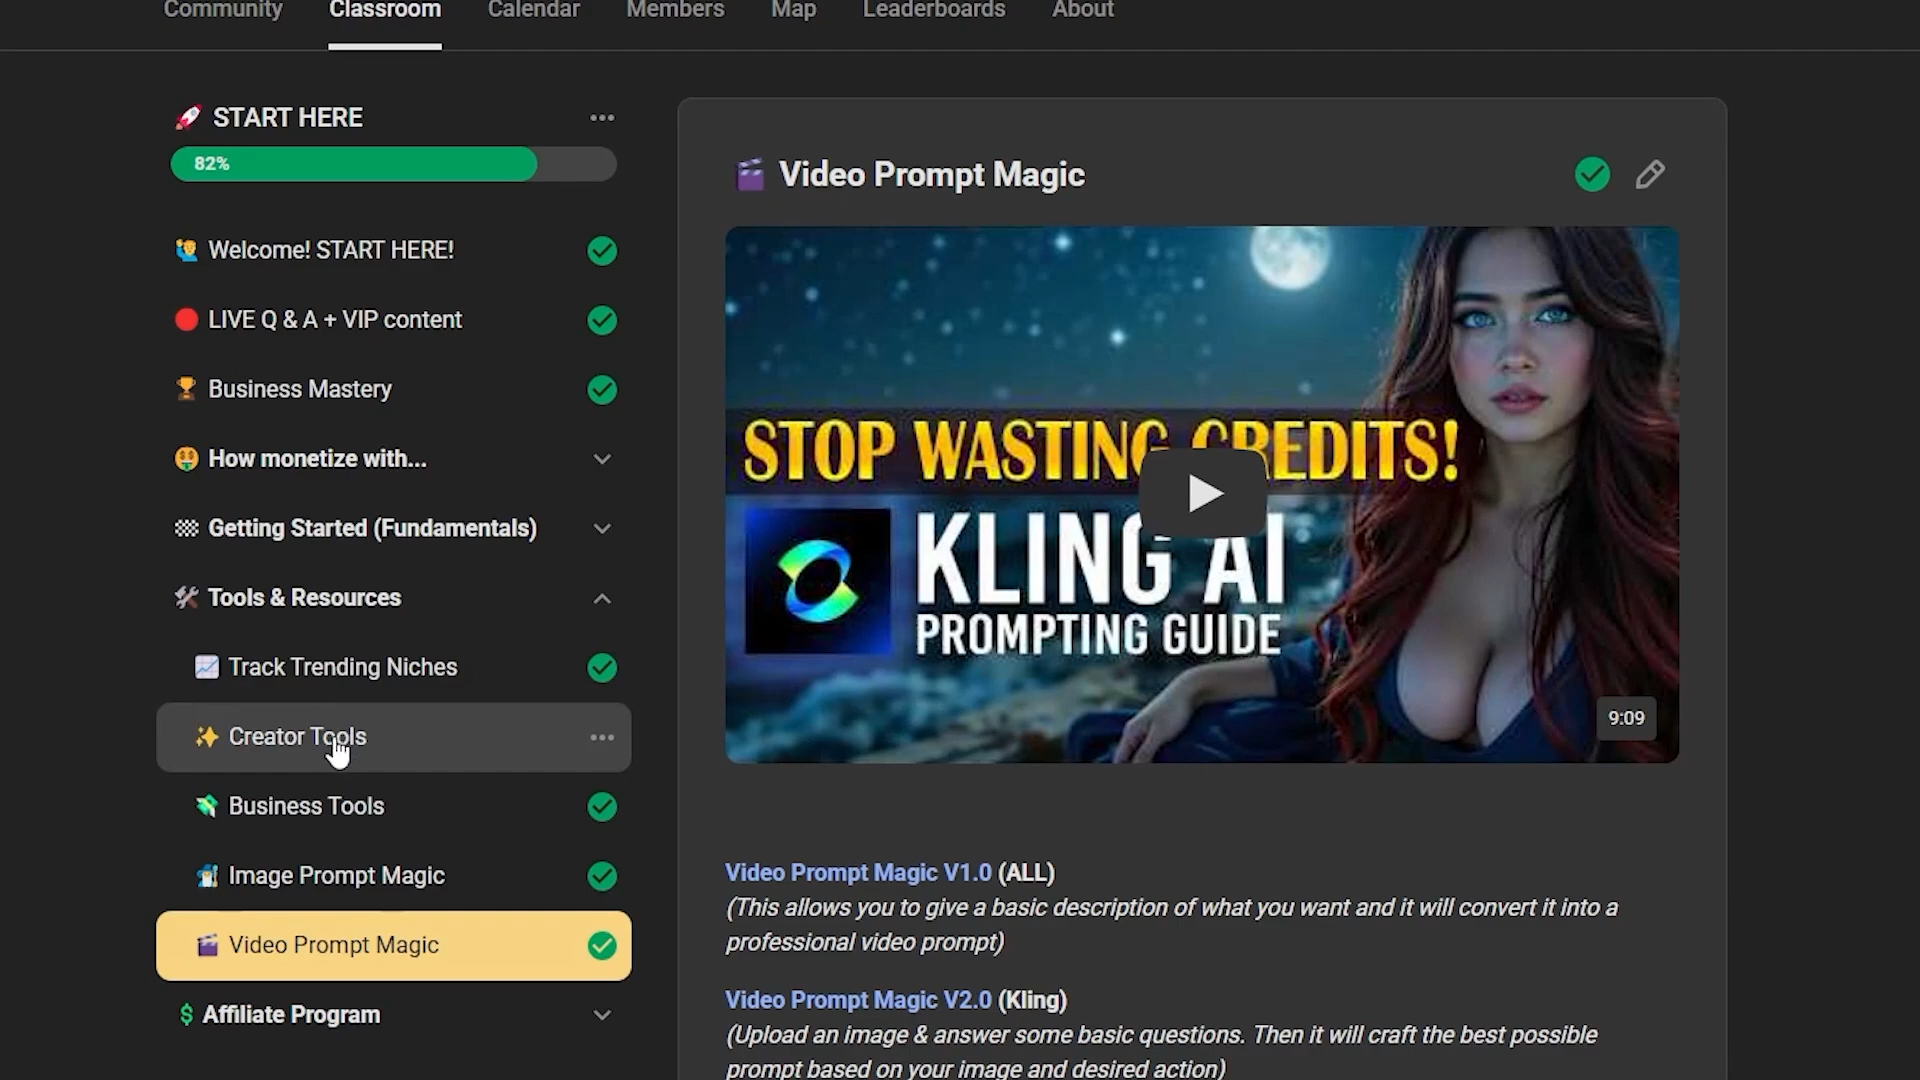 Community Classroom Calendar Members Map Leaderboards About
START HERE
82%
Welcome! START HERE!
LIVE Q & A + VIP content
Business Mastery
How monetize with...
Getting Started (Fundamentals)
Tools & Resources
Track Trending Niches
Creator Tools
Business Tools
Image Prompt Magic
Video Prompt Magic
$ Affiliate Program
Video Prompt Magic
STOP WASTING CREDITS!
KLING AI
PROMPTING GUIDE
9:09
Video Prompt Magic V1.0 (ALL)
(This allows you to give a basic description of what you want and it will convert it into a
professional video prompt)
Video Prompt Magic V2.0 (Kling)
(Upload an image & answer some basic questions. Then it will craft the best possible
prompt based on your image and desired action)